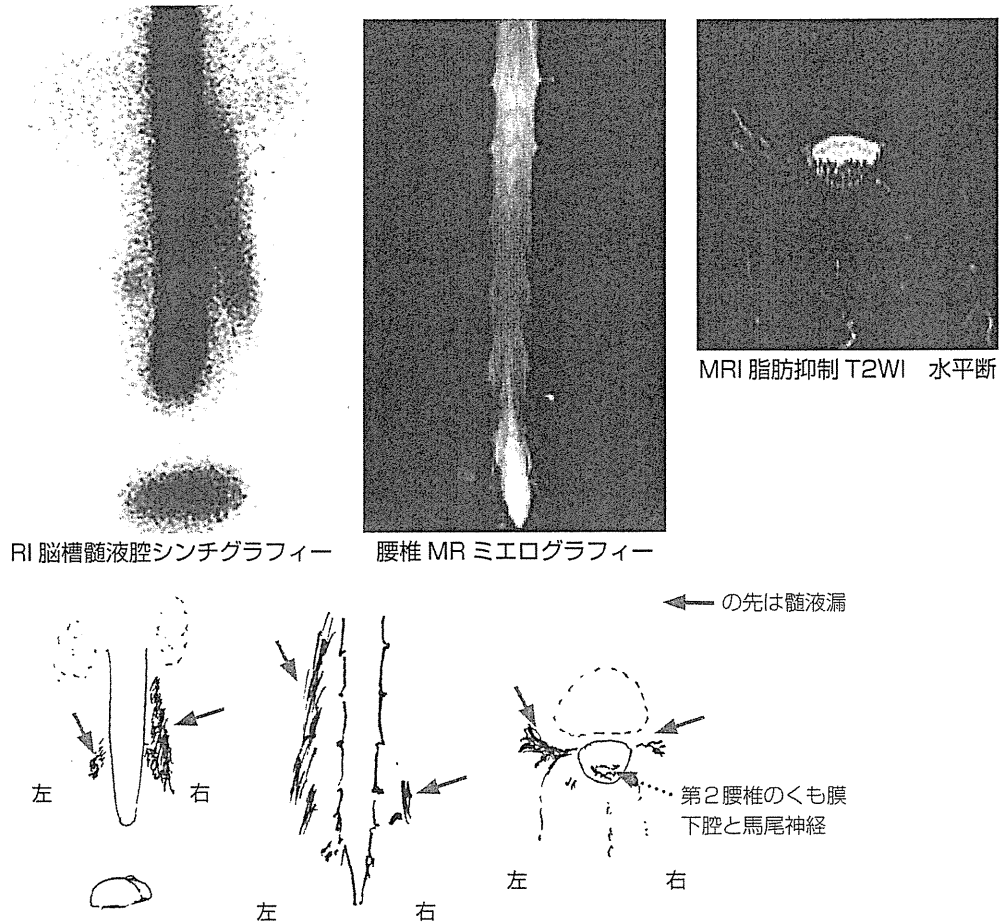 MRI 脂肪抑制 T2WI 水平断
RI 脳槽髄液腔シンチグラフィー
腰椎 MR ミエログラフィー
の先は髄液漏
左
右
左
右
第2腰椎のくも膜
下腔と馬尾神経
左
右